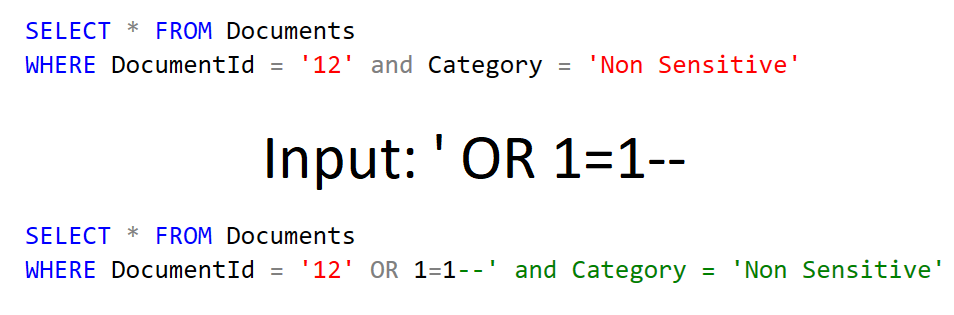 SELECT * FROM Documents
WHERE DocumentId = '12' and Category = 'Non Sensitive'
Input: ' OR 1=1--
SELECT * FROM Documents
WHERE DocumentId = '12' OR 1=1--' and Category = 'Non Sensitive'